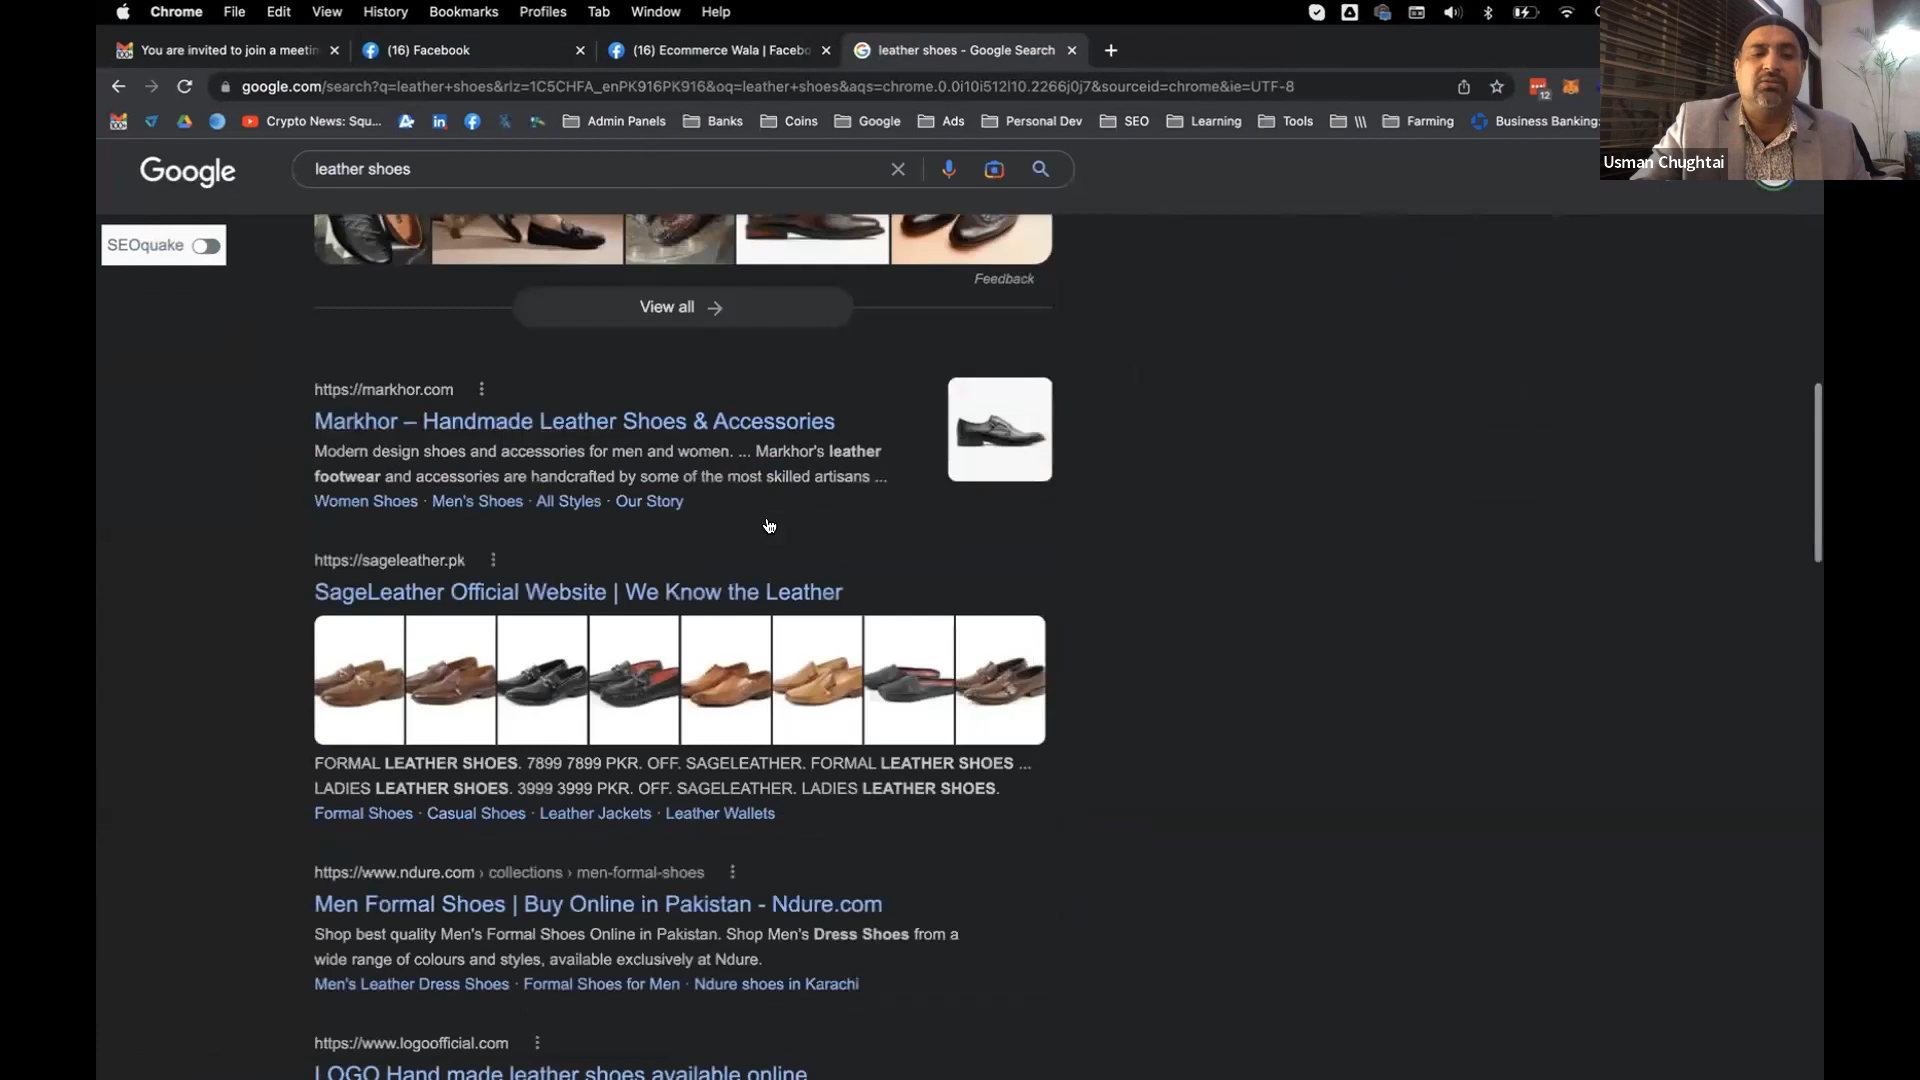 Chrome File Edit View History Bookmarks Profiles Tab Window Help
You are invited to join a meetin
(16) Facebook
(16) Ecommerce Wala | Facebo
leather shoes - Google Search
google.com/search?q=leather+shoes&rlz=1C5CHFA_enPK916PK916&oq=leather+shoes&aqs=chrome.0.0i10i512l10.2266j0j7&sourceid=chrome&ie=UTF-8
12
Crypto News: Squ... Admin Panels Banks Coins Google Ads Personal Dev SEO Learning Tools \\\ Farming Business Banking:
Usman Chughtai
Google
leather shoes
SEOquake
Feedback
View all
https://markhor.com
Markhor – Handmade Leather Shoes & Accessories
Modern design shoes and accessories for men and women. ... Markhor's leather
footwear and accessories are handcrafted by some of the most skilled artisans ...
Women Shoes · Men's Shoes · All Styles · Our Story
https://sageleather.pk
SageLeather Official Website | We Know the Leather
FORMAL LEATHER SHOES. 7899 7899 PKR. OFF. SAGELEATHER. FORMAL LEATHER SHOES ...
LADIES LEATHER SHOES. 3999 3999 PKR. OFF. SAGELEATHER. LADIES LEATHER SHOES.
Formal Shoes · Casual Shoes · Leather Jackets · Leather Wallets
https://www.ndure.com › collections › men-formal-shoes
Men Formal Shoes | Buy Online in Pakistan - Ndure.com
Shop best quality Men's Formal Shoes Online in Pakistan. Shop Men's Dress Shoes from a
wide range of colours and styles, available exclusively at Ndure.
Men's Leather Dress Shoes · Formal Shoes for Men · Ndure shoes in Karachi
https://www.logoofficial.com
LOGO Hand made leather shoes available online